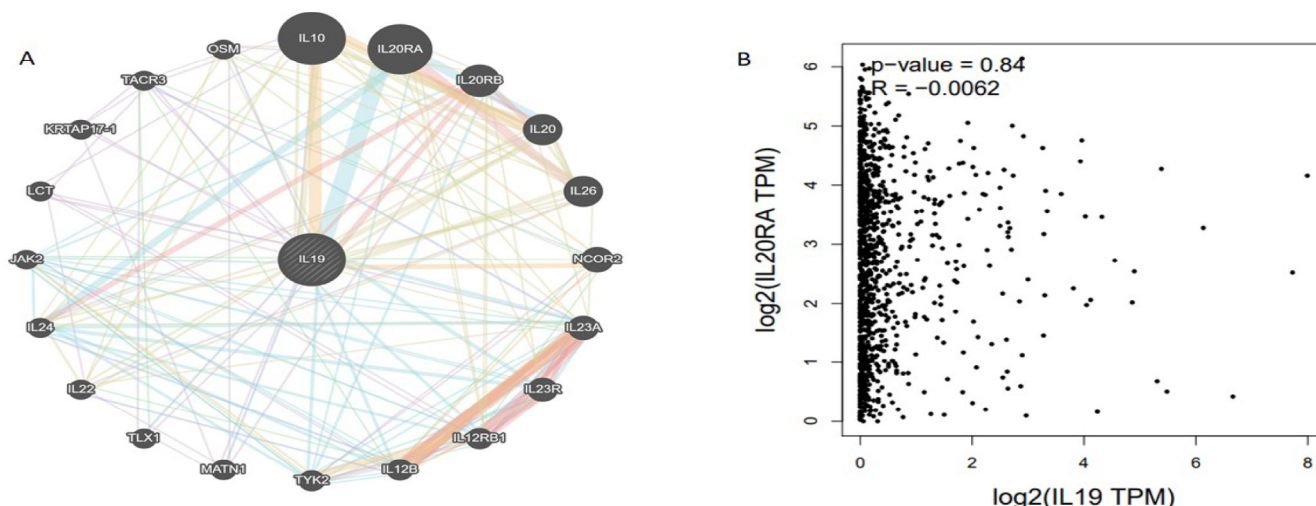 A
IL10
IL20RA
OSM
TACR3
IL20RB
KRTAP17-1
IL20
LCT
IL26
IL19
JAK2
NCOR2
IL24
IL23A
IL22
IL23R
TLX1
IL12RB1
MATN1
TYK2
IL12B
B
p-value = 0.84
R = -0.0062
log2(IL20RA TPM)
6
5
4
3
2
1
0
0 2 4 6 8
log2(IL19 TPM)